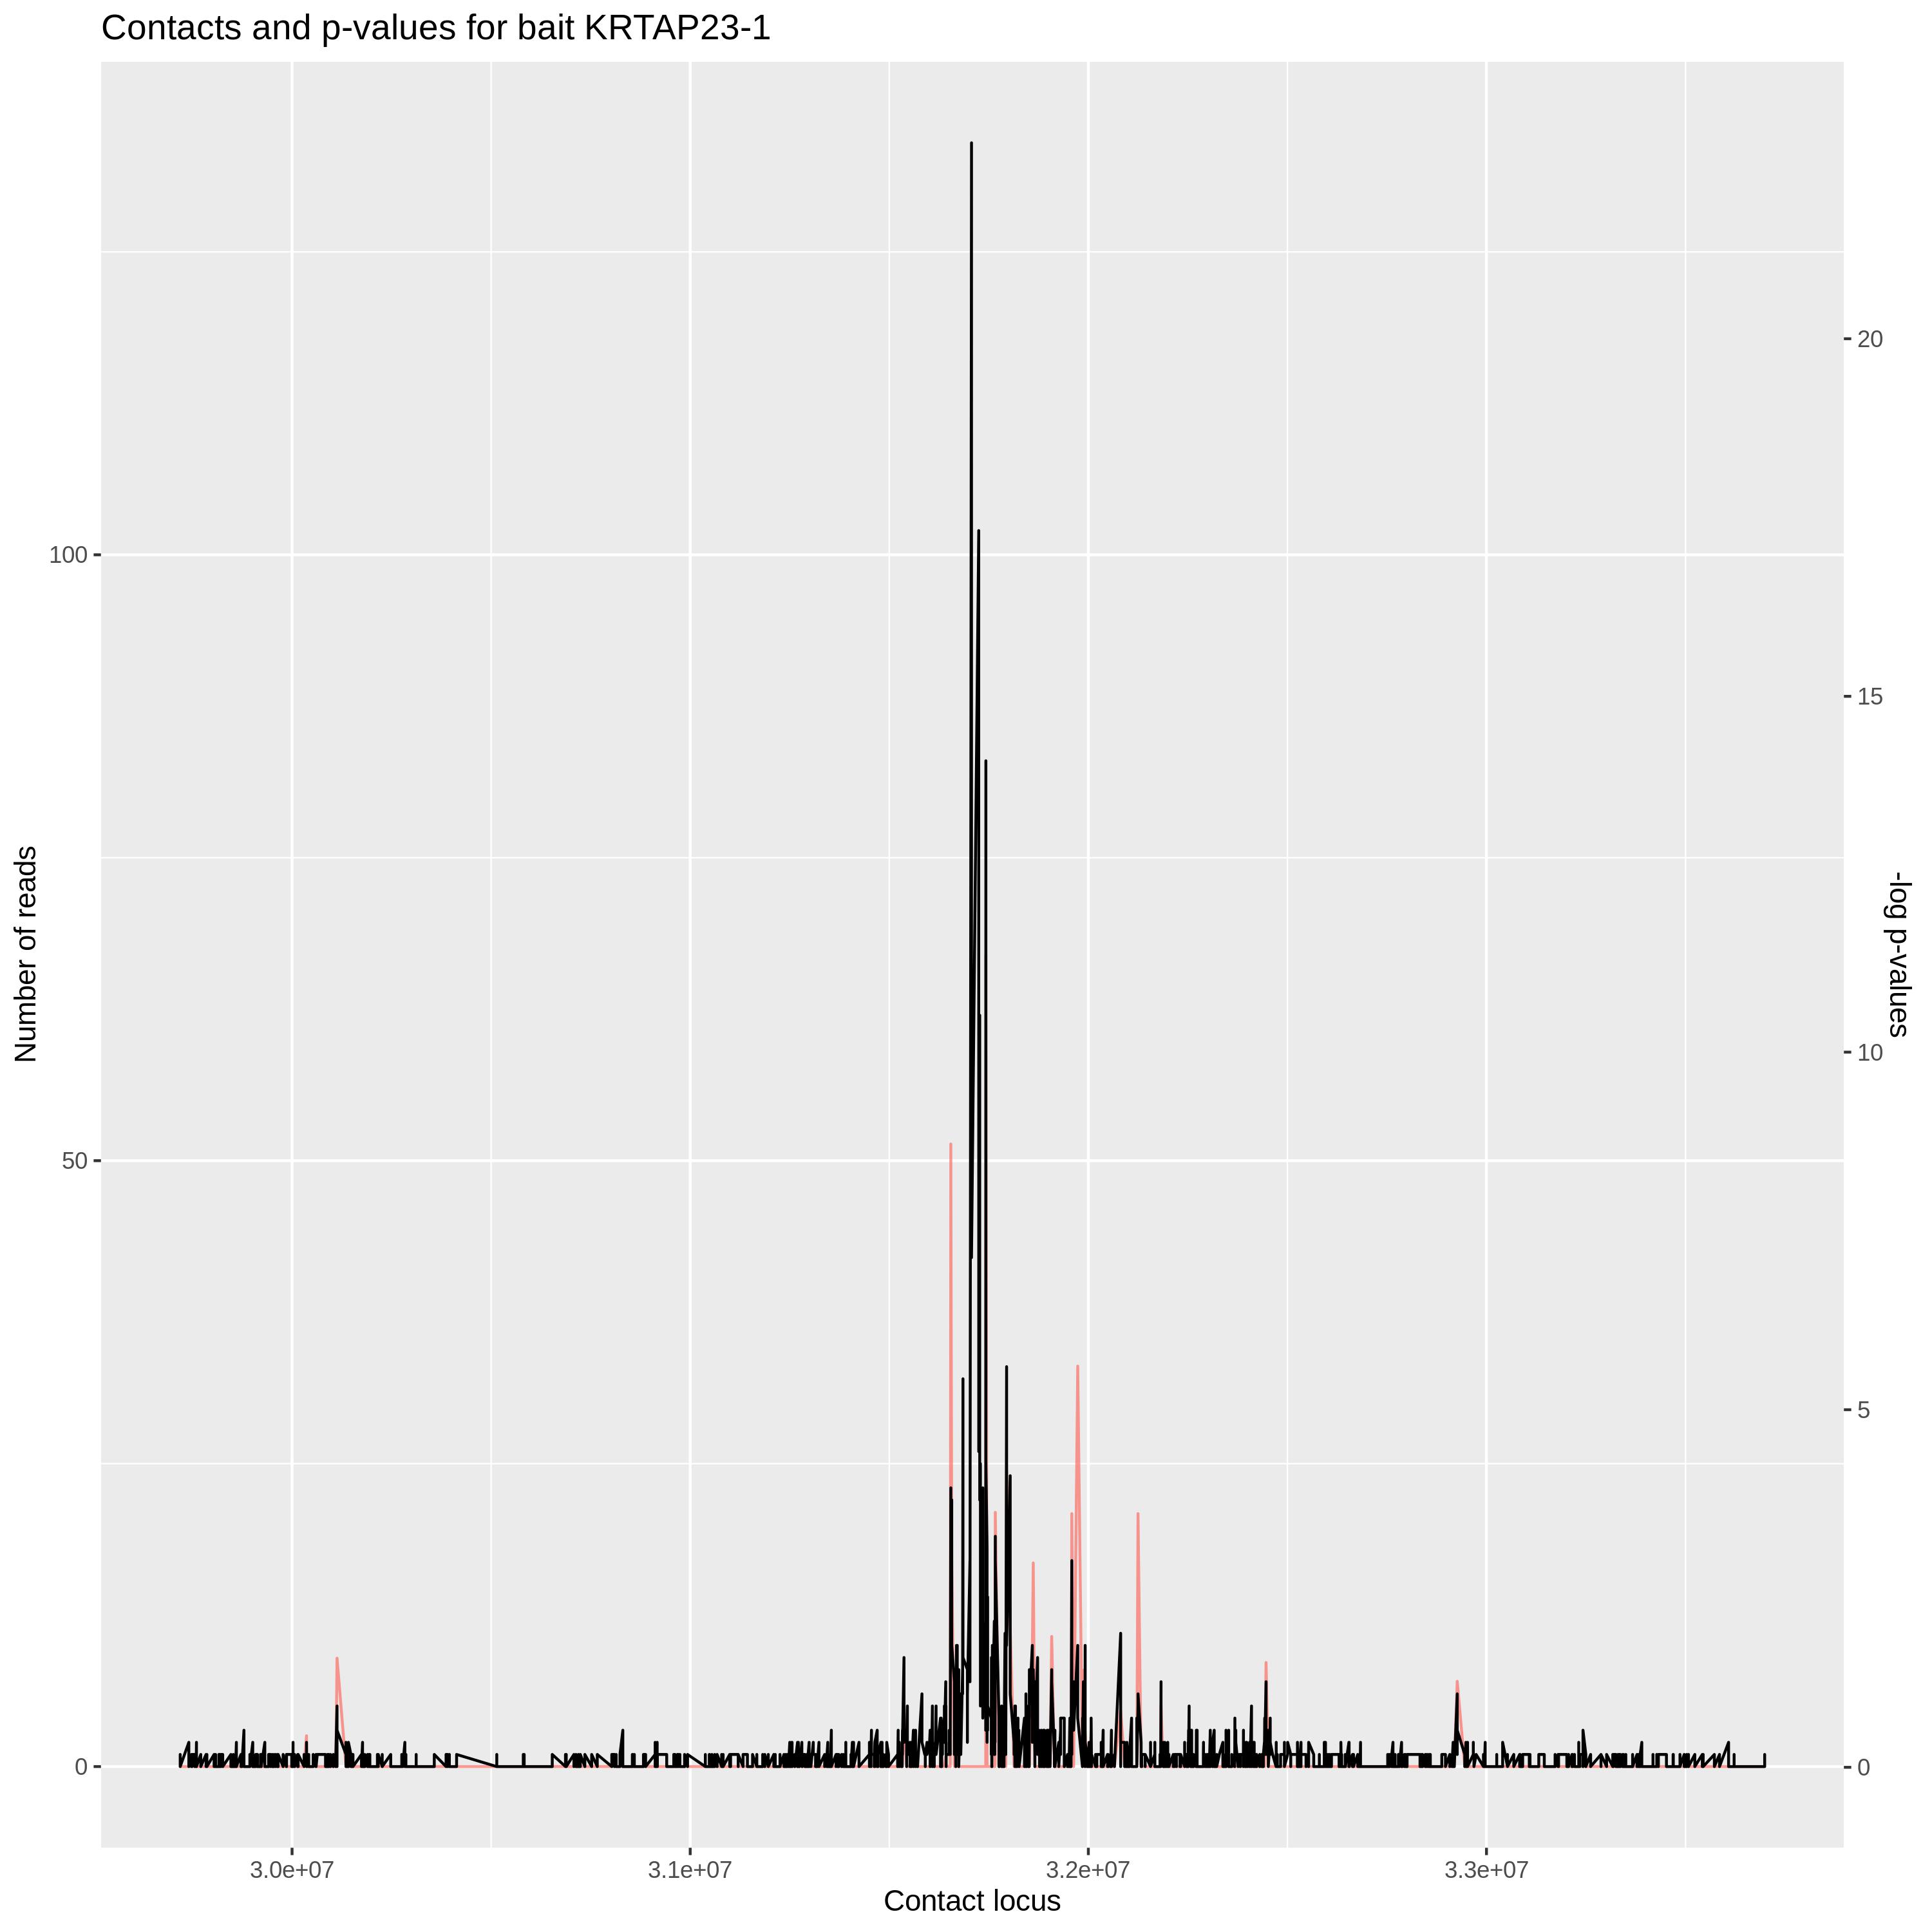 Contacts and p-values for bait KRTAP23-1
Number of reads
100
50
0
20
15
10
5
0
-log p-values
3.0e+07 3.1e+07 3.2e+07 3.3e+07
Contact locus